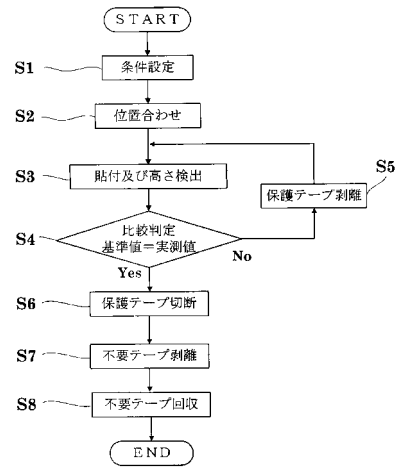 START
S1
条件設定
S2
位置合わせ
S3
貼付及び高さ検出
S5
保護テープ剥離
S4
比較判定
基準値=実測値
Yes
No
S6
保護テープ切断
S7
不要テープ剥離
S8
不要テープ回収
END